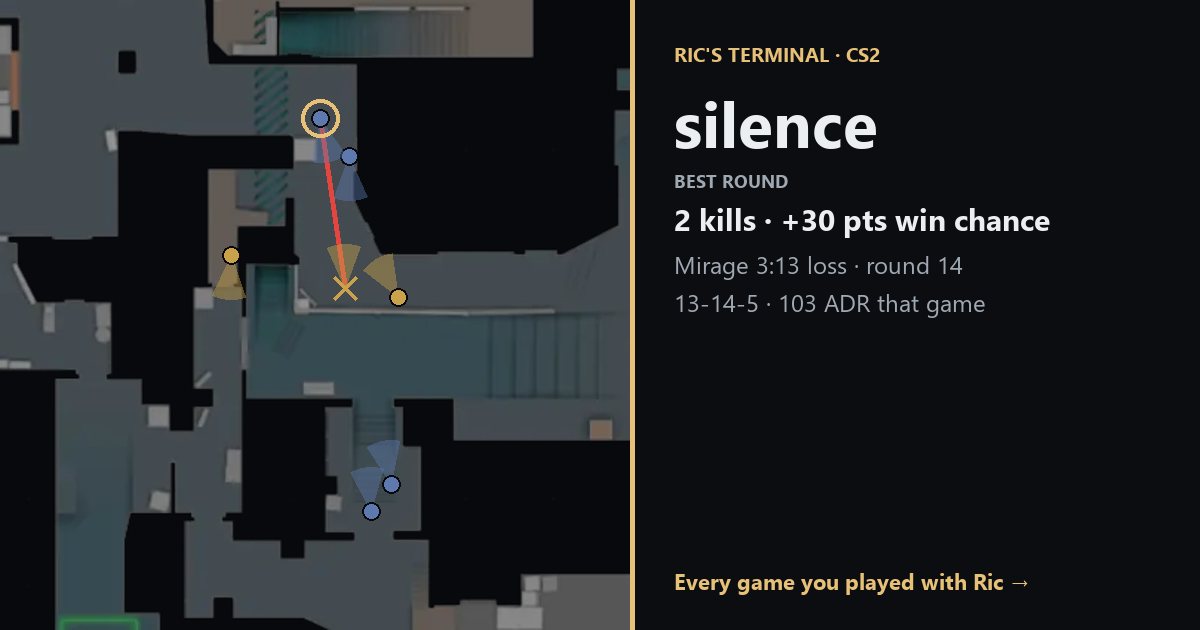 RIC'S TERMINAL · CS2
silence
BEST ROUND
2 kills · +30 pts win chance
Mirage 3:13 loss · round 14
13-14-5 · 103 ADR that game
Every game you played with Ric →